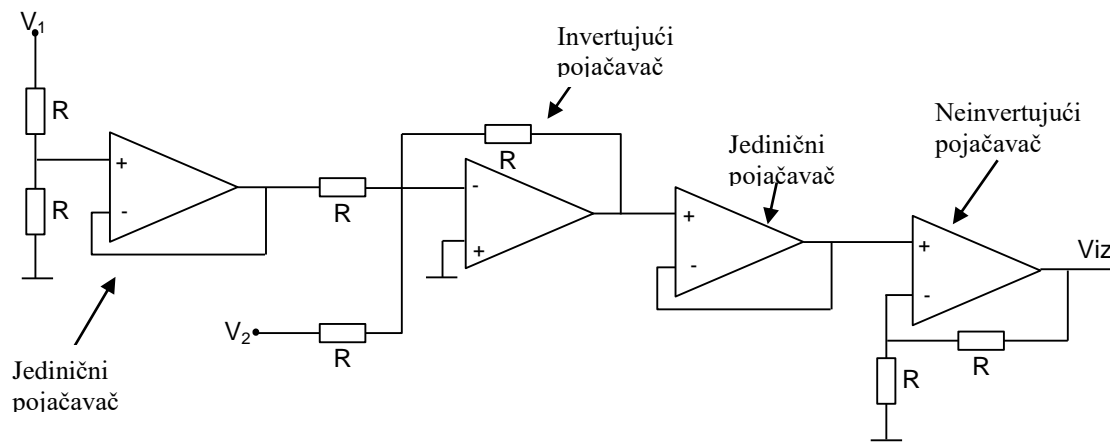 V₁
Invertujući
pojačavač
R
R
Neinvertujući
pojačavač
Jedinični
pojačavač
+
-
R
R
-
+
+
-
+
-
Viz
V₂
R
R
R
Jedinični
pojačavač